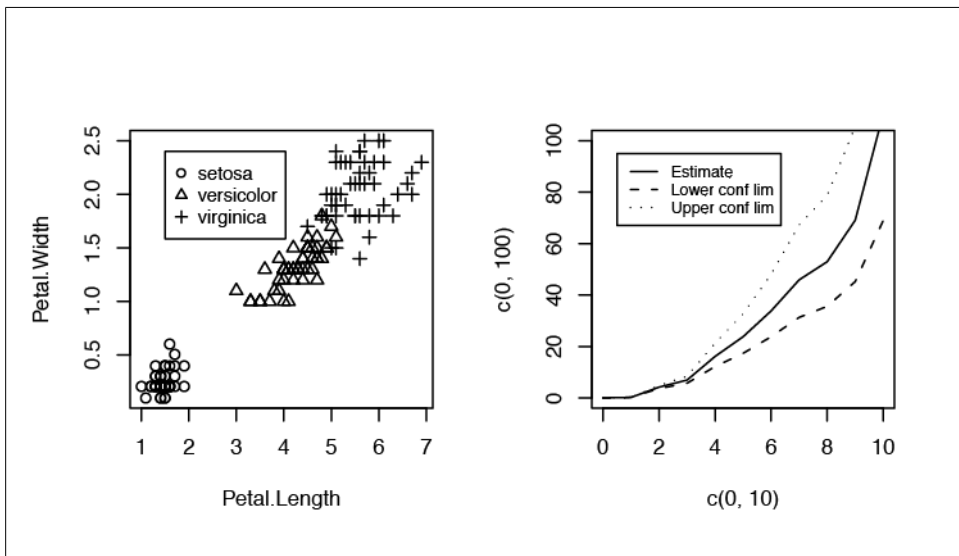 Petal.Width
2.5
2.0
1.5
1.0
0.5
setosa
versicolor
virginica
1 2 3 4 5 6 7
Petal.Length
c(0, 100)
100
80
60
40
20
0
Estimate
Lower conf lim
Upper conf lim
0 2 4 6 8 10
c(0, 10)